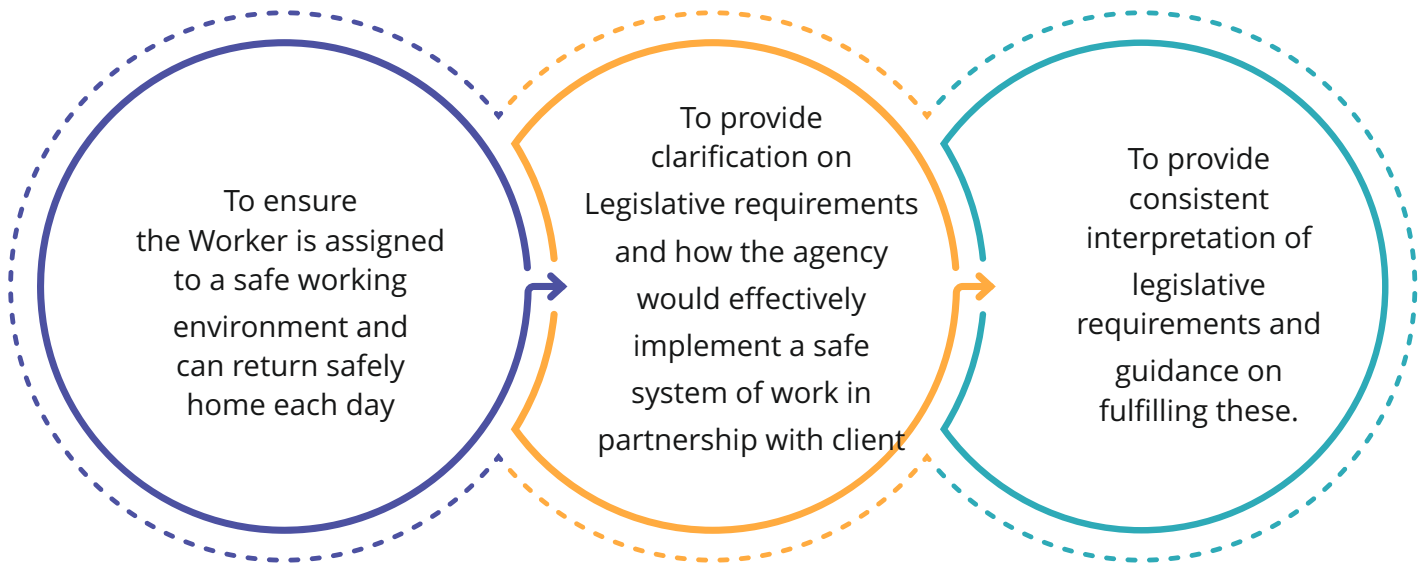 To ensure
the Worker is assigned
to a safe working
environment and
can return safely
home each day
To provide
clarification on
Legislative requirements
and how the agency
would effectively
implement a safe
system of work in
partnership with client
To provide
consistent
interpretation of
legislative
requirements and
guidance on
fulfilling these.